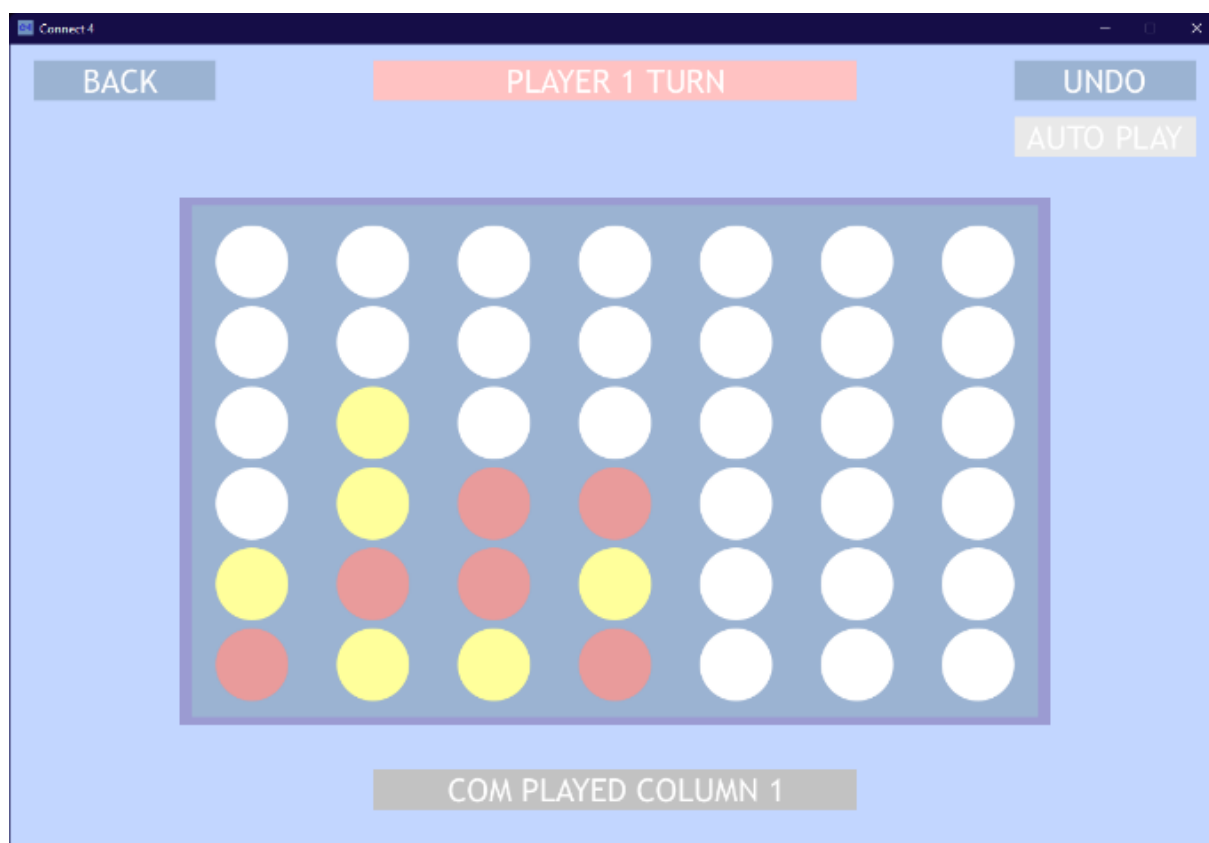 Connect 4
BACK
PLAYER 1 TURN
UNDO
AUTO PLAY
COM PLAYED COLUMN 1